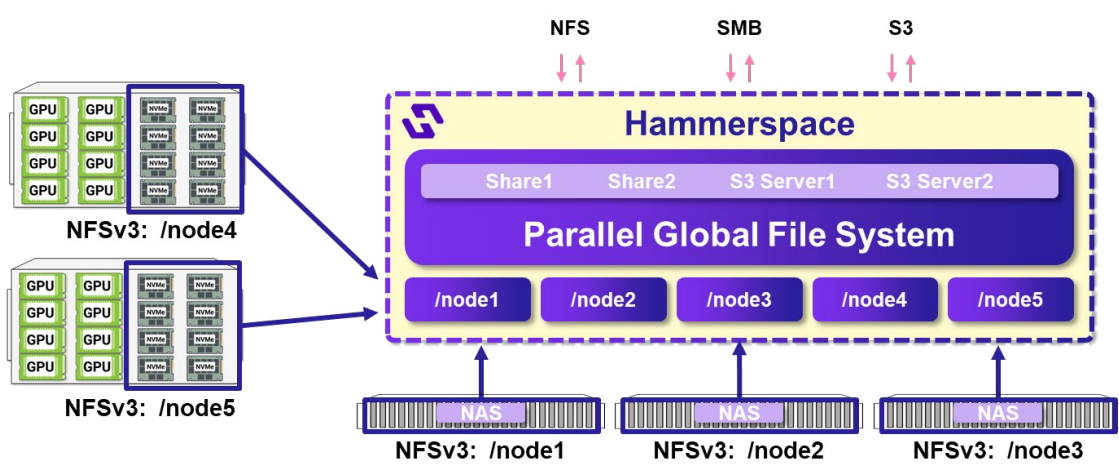 NFS SMB S3
Hammerspace
Share1 Share2 S3 Server1 S3 Server2
Parallel Global File System
/node1 /node2 /node3 /node4 /node5
GPU GPU NVMe NVMe
GPU GPU NVMe NVMe
GPU GPU NVMe NVMe
GPU GPU NVMe NVMe
NFSv3: /node4
GPU GPU NVMe NVMe
GPU GPU NVMe NVMe
GPU GPU NVMe NVMe
GPU GPU NVMe NVMe
NFSv3: /node5
NAS NAS NAS
NFSv3: /node1 NFSv3: /node2 NFSv3: /node3